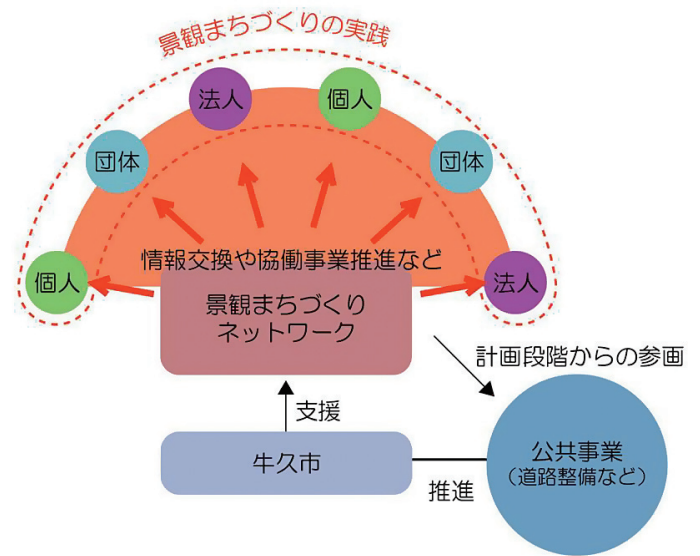 景観まちづくりの実践
法人
個人
団体
団体
個人
法人
情報交換や協働事業推進など
景観まちづくり
ネットワーク
計画段階からの参画
支援
牛久市
推進
公共事業
(道路整備など)